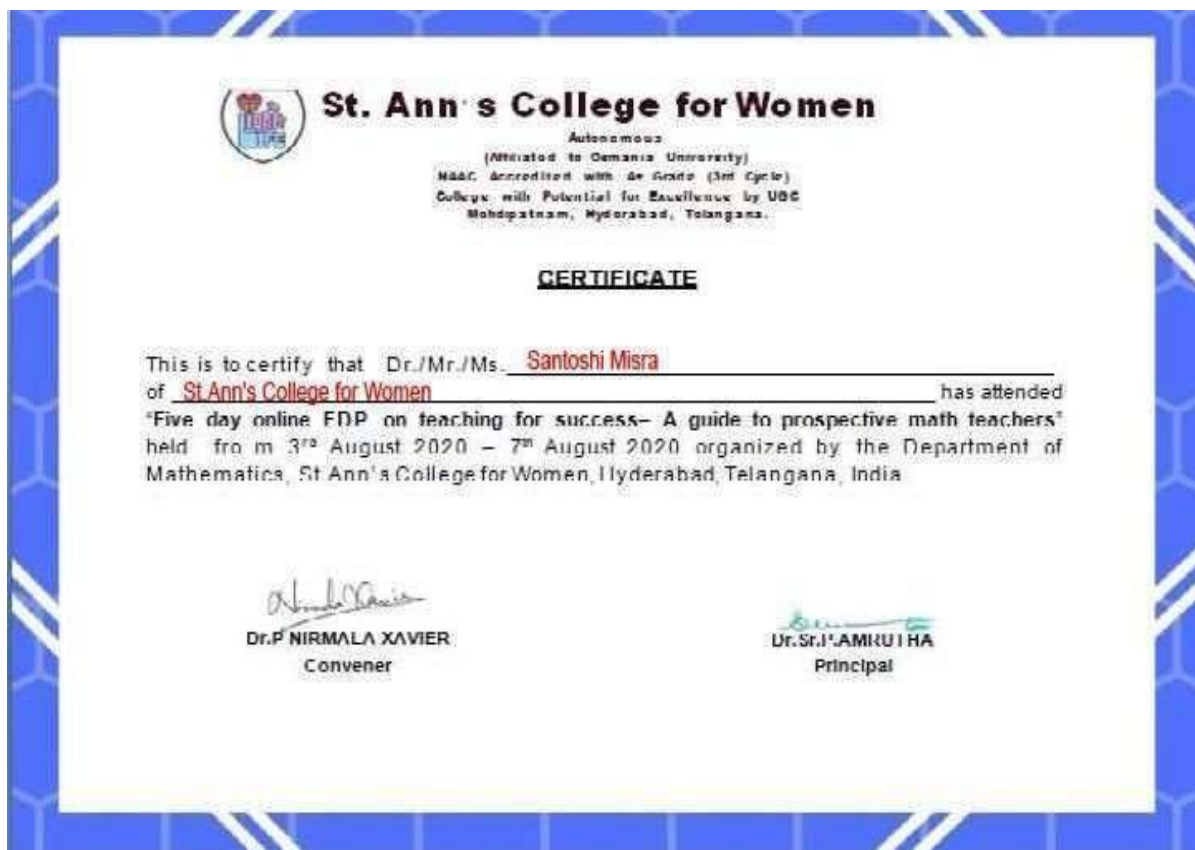 St. Ann's College for Women
Autonomous
(Affiliated to Osmania University)
NAAC Accredited with A+ Grade (3rd Cycle)
College with Potential for Excellence by UGC
Mehdipatnam, Hyderabad, Telangana.
CERTIFICATE
This is to certify that Dr./Mr./Ms. Santoshi Misra
of St.Ann's College for Women has attended
"Five day online FDP on teaching for success– A guide to prospective math teachers"
held fro m 3rd August 2020 – 7th August 2020 organized by the Department of
Mathematics, St Ann's College for Women, Hyderabad, Telangana, India
Dr.P NIRMALA XAVIER
Convener
Dr.Sr.P.AMRUTHA
Principal